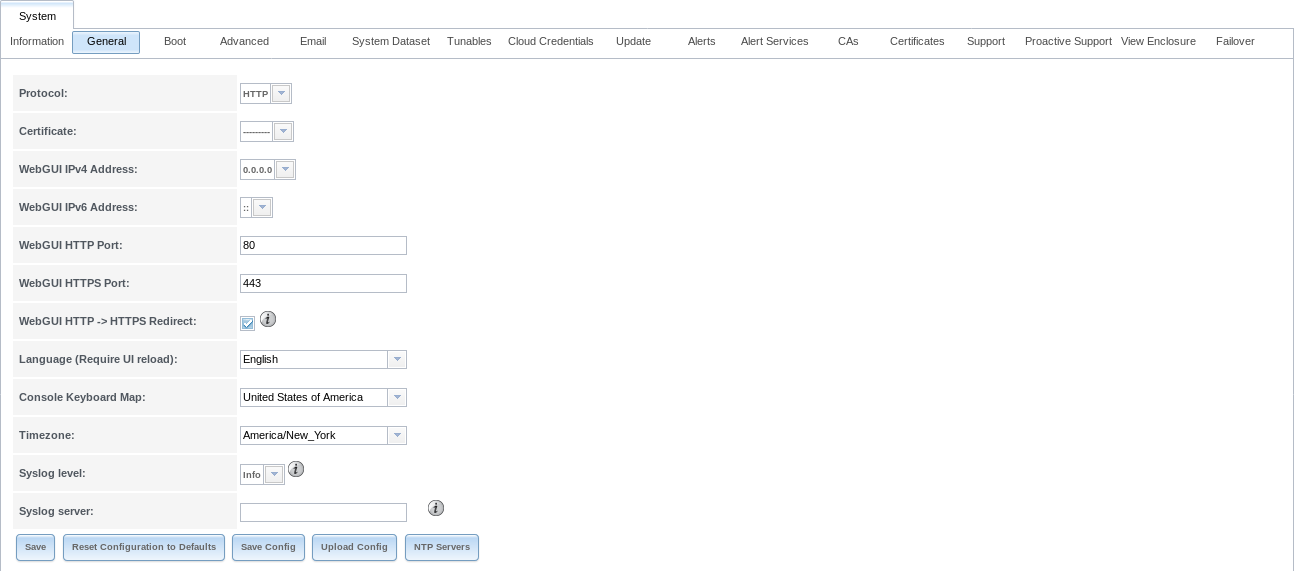 System
Information General Boot Advanced Email System Dataset Tunables Cloud Credentials Update Alerts Alert Services CAs Certificates Support Proactive Support View Enclosure Failover
Protocol: HTTP
Certificate: ---------
WebGUI IPv4 Address: 0.0.0.0
WebGUI IPv6 Address: ::
WebGUI HTTP Port: 80
WebGUI HTTPS Port: 443
WebGUI HTTP -> HTTPS Redirect: i
Language (Require UI reload): English
Console Keyboard Map: United States of America
Timezone: America/New_York
Syslog level: Info i
Syslog server: i
Save Reset Configuration to Defaults Save Config Upload Config NTP Servers